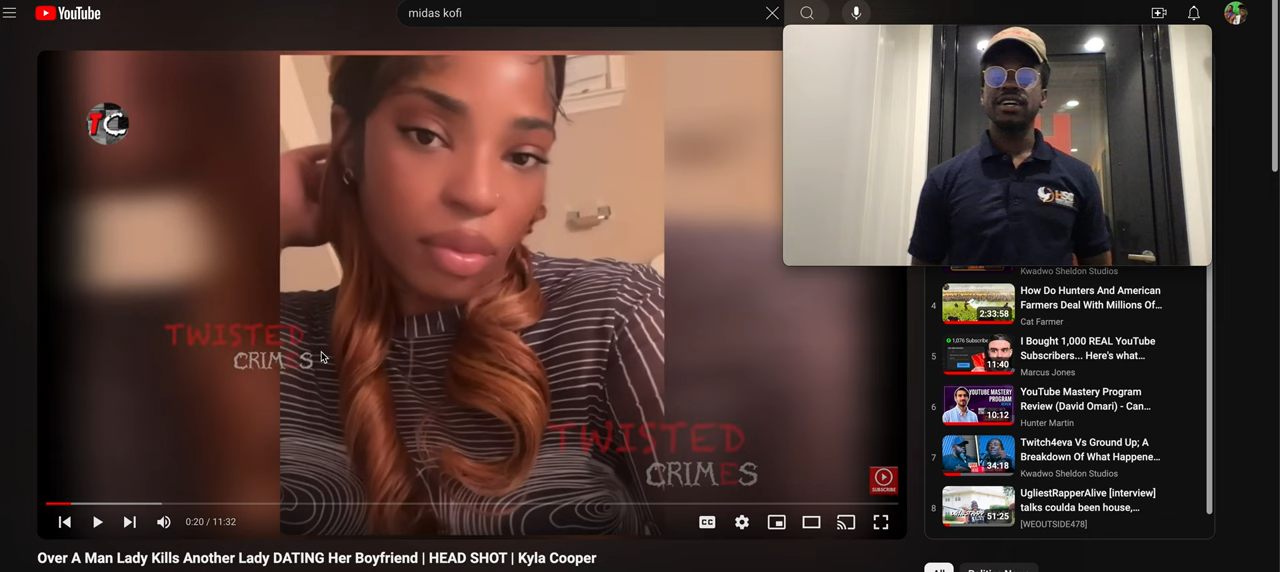 YouTube
midas kofi
TC
TWISTED
CRIMES
TWISTED
CRIMES
SUBSCRIBE
0:20 / 11:32
Over A Man Lady Kills Another Lady DATING Her Boyfriend | HEAD SHOT | Kyla Cooper
Kwadwo Sheldon Studios
4
2:33:58
How Do Hunters And American
Farmers Deal With Millions Of...
Cat Farmer
5
11:40
I Bought 1,000 REAL YouTube
Subscribers... Here's what...
Marcus Jones
6
YOUTUBE MASTERY
PROGRAM
10:12
YouTube Mastery Program
Review (David Omari) - Can...
Hunter Martin
7
34:18
Twitch4eva Vs Ground Up; A
Breakdown Of What Happene...
Kwadwo Sheldon Studios
8
51:25
UgliestRapperAlive [interview]
talks coulda been house,...
[WEOUTSIDE478]